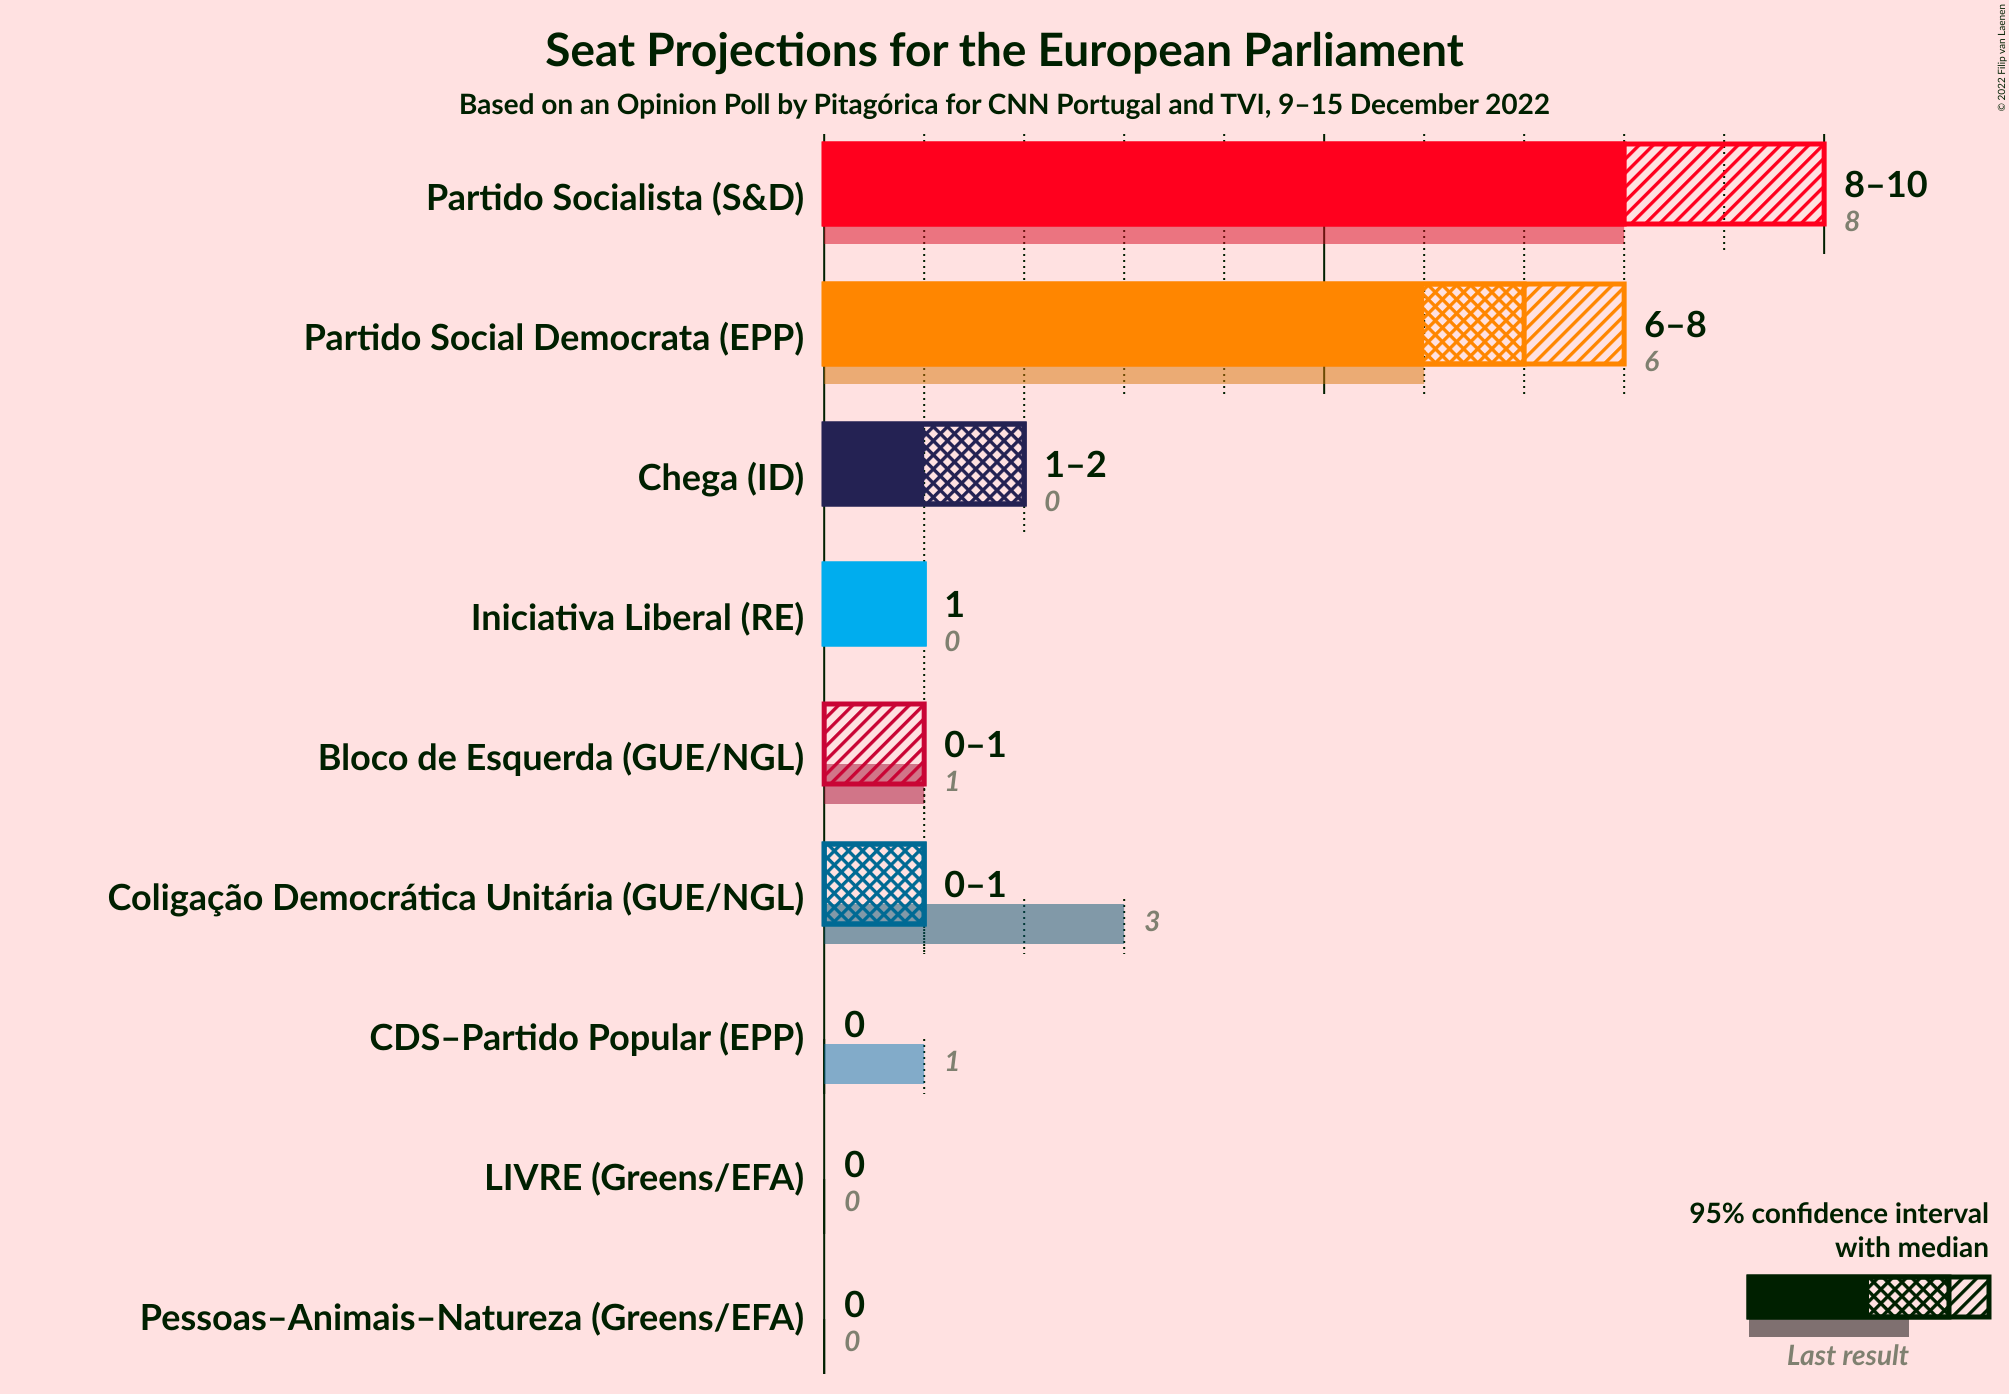 Seat Projections for the European Parliament
Based on an Opinion Poll by Pitagórica for CNN Portugal and TVI, 9–15 December 2022
© 2022 Filip van Laenen
Partido Socialista (S&D)
8–10
8
Partido Social Democrata (EPP)
6–8
6
Chega (ID)
1–2
0
Iniciativa Liberal (RE)
1
0
Bloco de Esquerda (GUE/NGL)
0–1
1
Coligação Democrática Unitária (GUE/NGL)
0–1
3
CDS–Partido Popular (EPP)
0
1
LIVRE (Greens/EFA)
0
0
Pessoas–Animais–Natureza (Greens/EFA)
0
0
95% confidence interval
with median
Last result